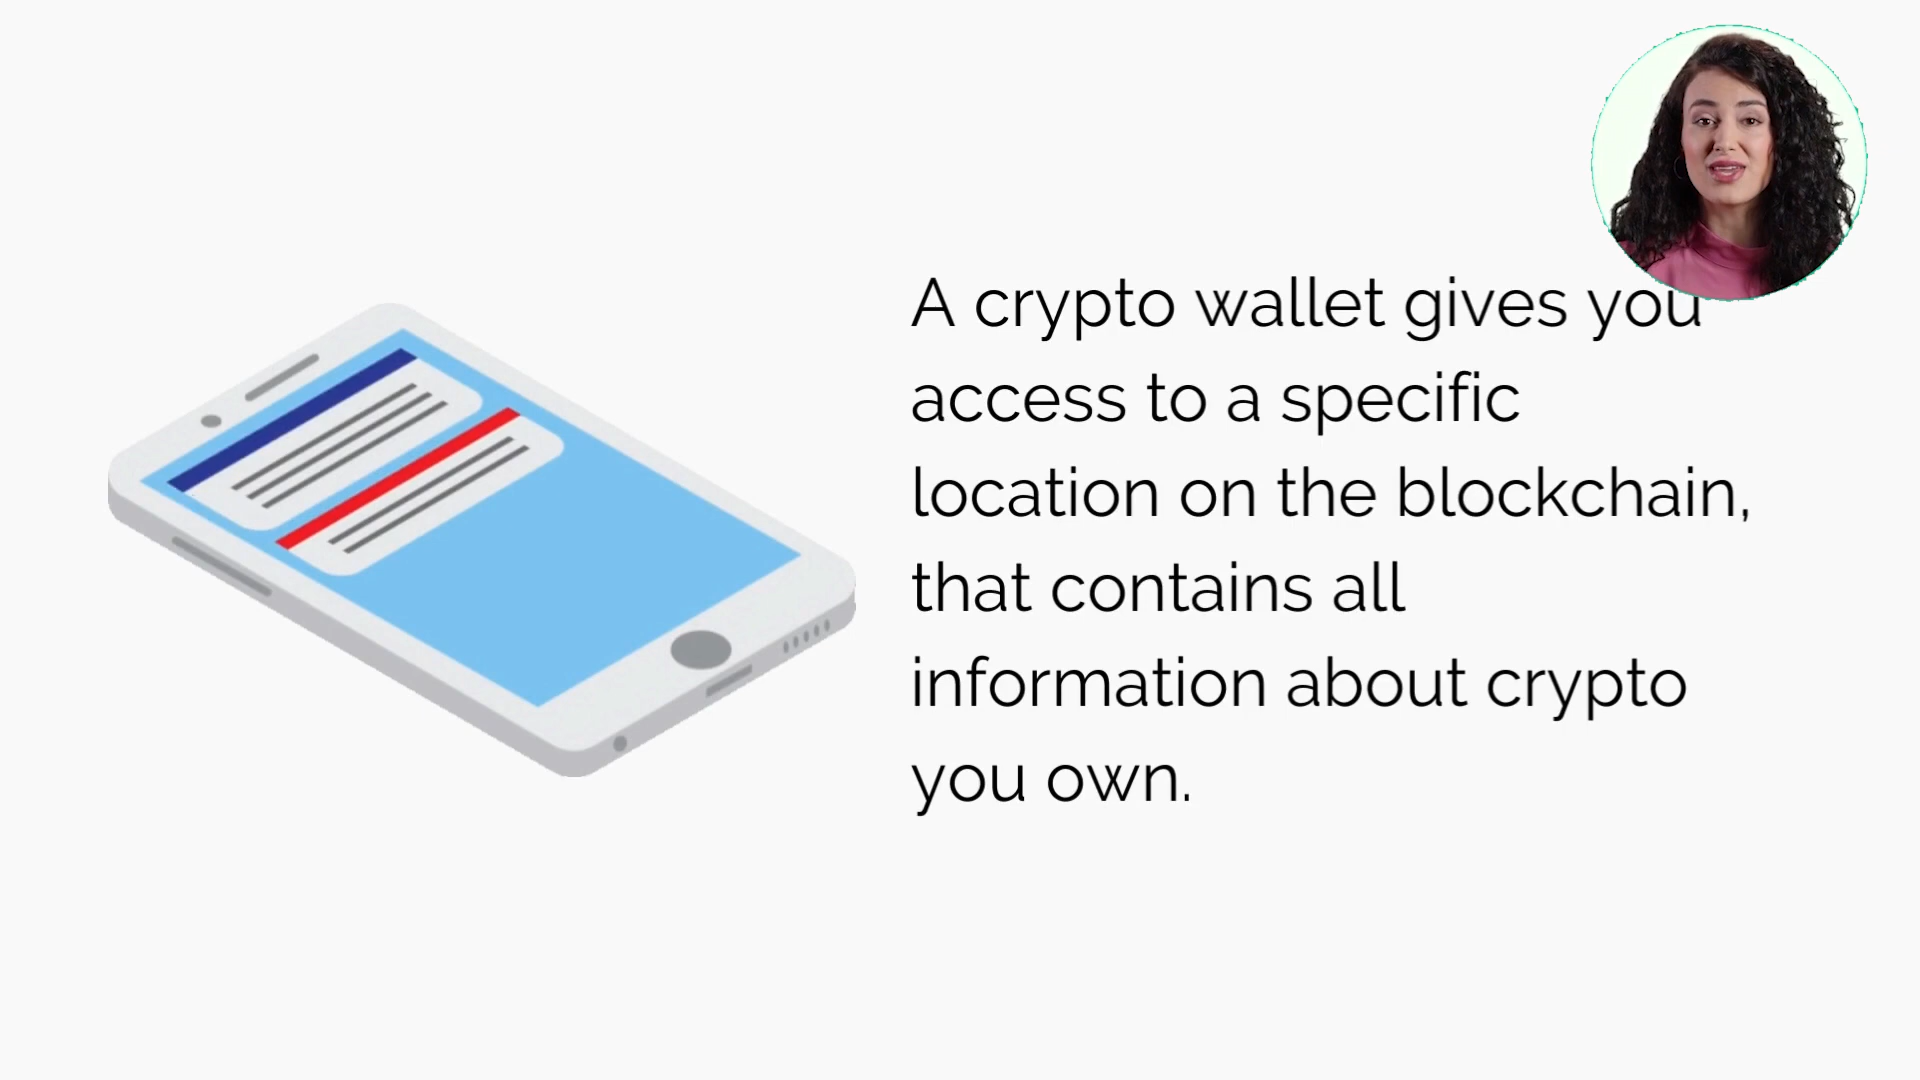 A crypto wallet gives you
access to a specific
location on the blockchain,
that contains all
information about crypto
you own.